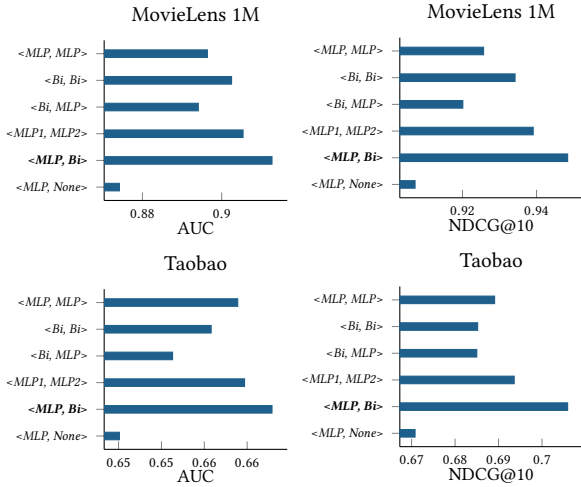 MovieLens 1M
<MLP, MLP>
<Bi, Bi>
<Bi, MLP>
<MLP1, MLP2>
<MLP, Bi>
<MLP, None>
0.88 0.9
AUC
MovieLens 1M
<MLP, MLP>
<Bi, Bi>
<Bi, MLP>
<MLP1, MLP2>
<MLP, Bi>
<MLP, None>
0.92 0.94
NDCG@10
Taobao
<MLP, MLP>
<Bi, Bi>
<Bi, MLP>
<MLP1, MLP2>
<MLP, Bi>
<MLP, None>
0.65 0.65 0.66 0.66
AUC
Taobao
<MLP, MLP>
<Bi, Bi>
<Bi, MLP>
<MLP1, MLP2>
<MLP, Bi>
<MLP, None>
0.67 0.68 0.69 0.7
NDCG@10